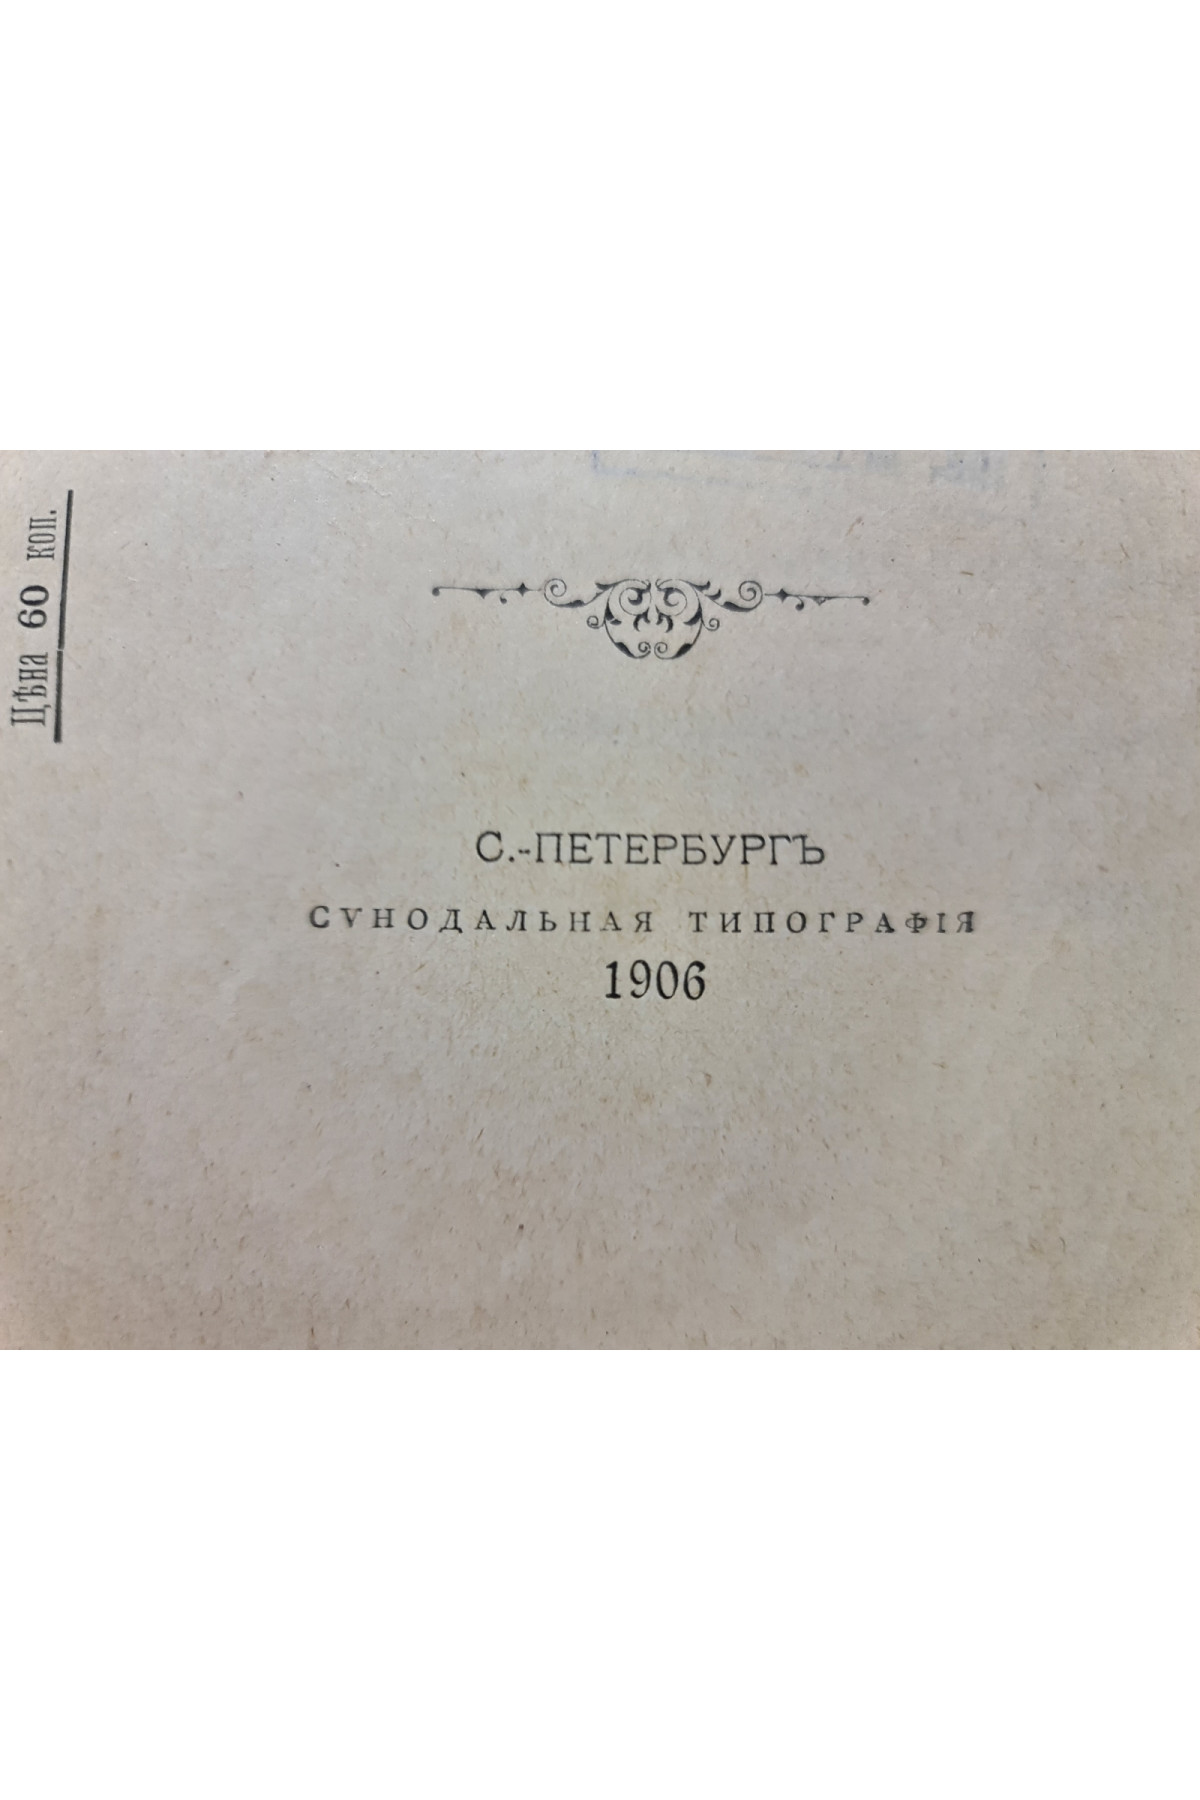 Цѣна 60 коп.
С.-ПЕТЕРБУРГЪ
СѴНОДАЛЬНАЯ ТИПОГРАФІЯ
1906